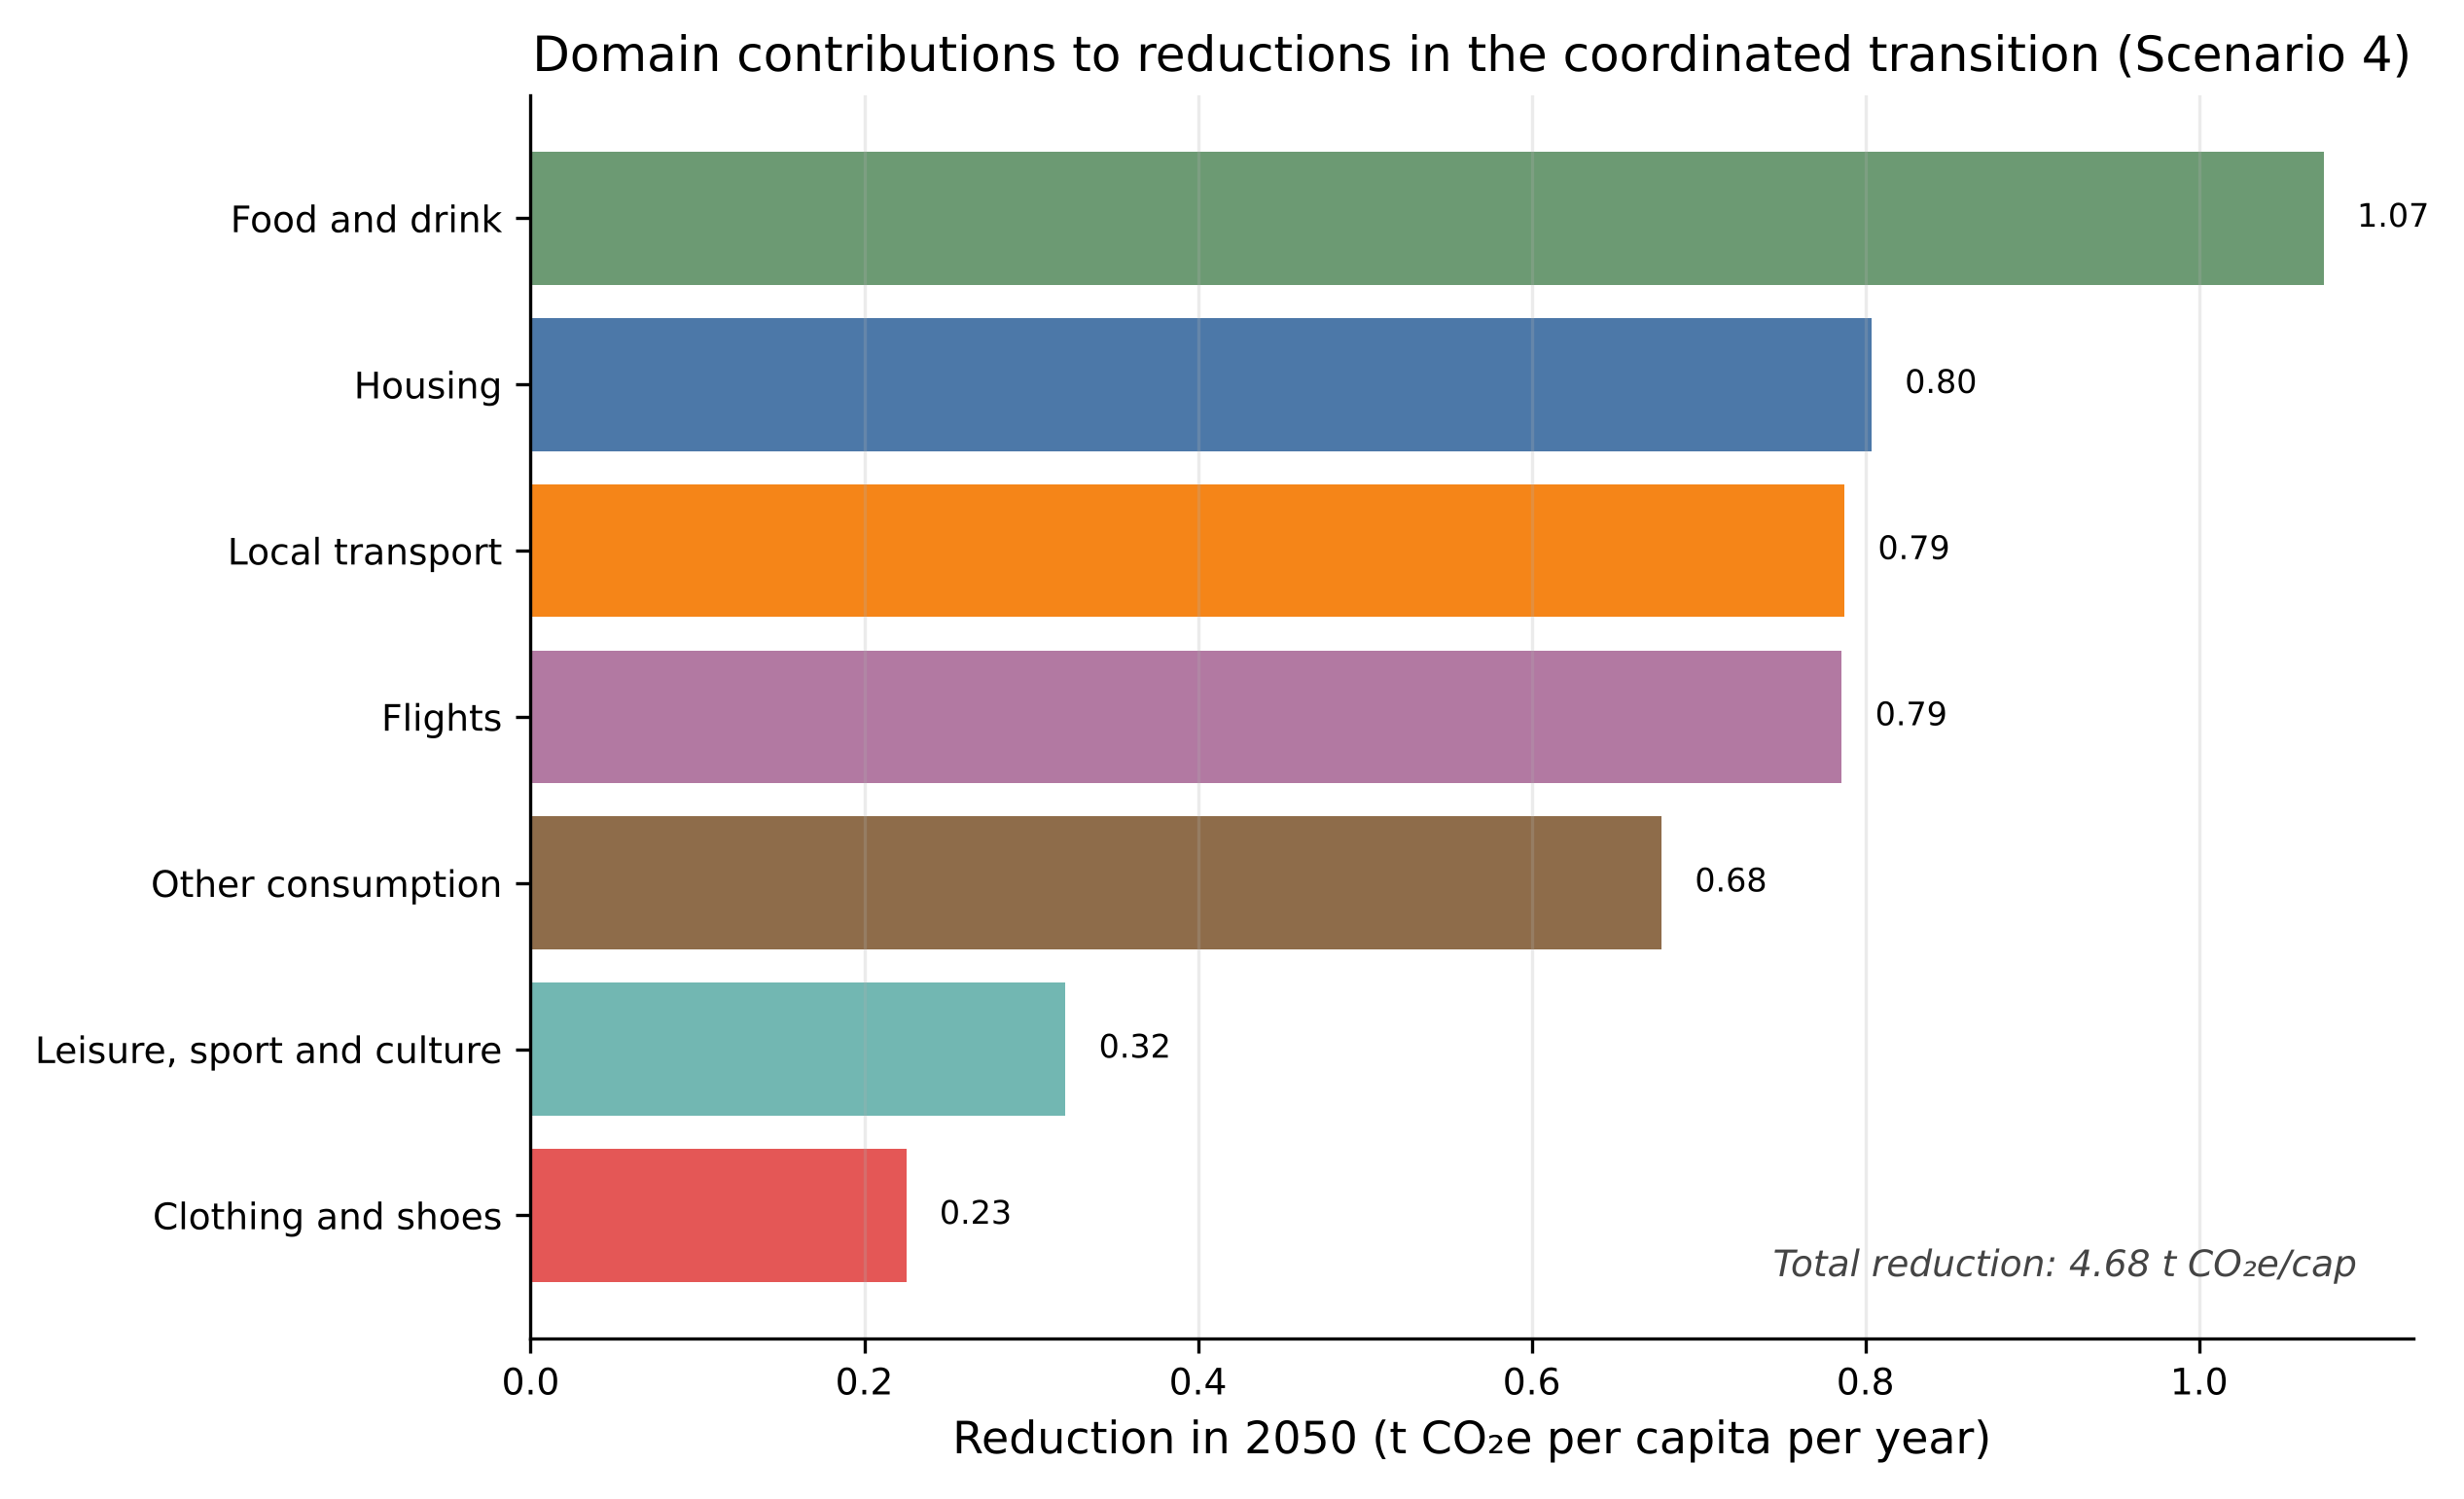 Domain contributions to reductions in the coordinated transition (Scenario 4)
Food and drink
1.07
Housing
0.80
Local transport
0.79
Flights
0.79
Other consumption
0.68
Leisure, sport and culture
0.32
Clothing and shoes
0.23
Total reduction: 4.68 t CO₂e/cap
0.0 0.2 0.4 0.6 0.8 1.0
Reduction in 2050 (t CO₂e per capita per year)